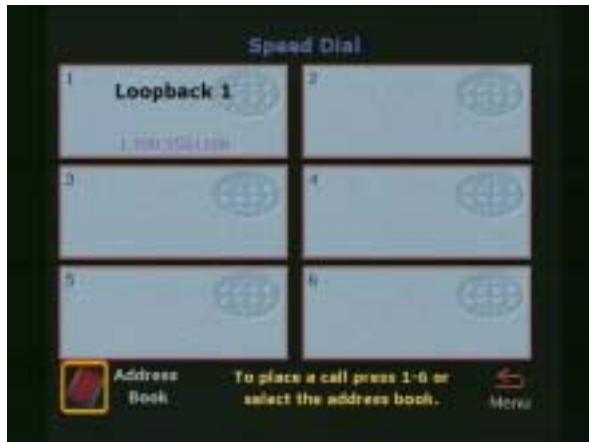 Speed Dial
1
Loopback 1
2
3
4
5
6
Address
Book
To place a call press 1-6 or
select the address book.
Menu